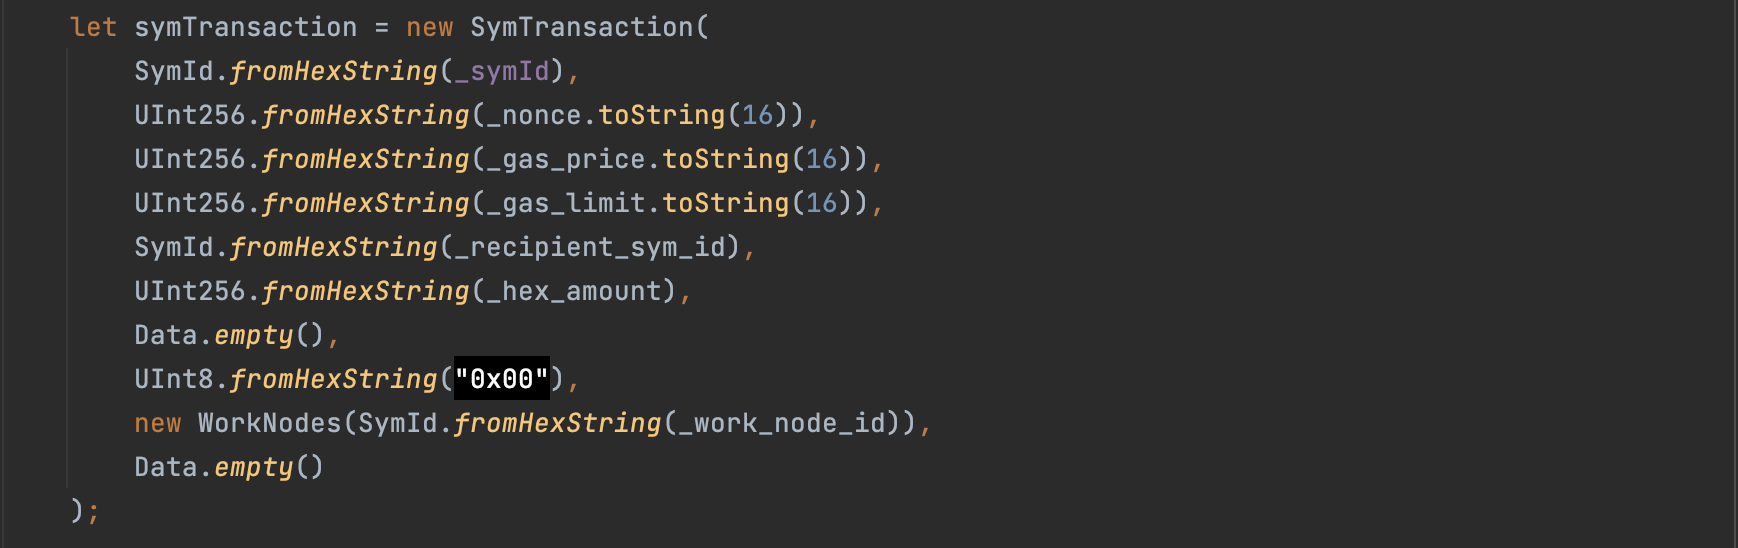 let symTransaction = new SymTransaction(
SymId.fromHexString(_symId),
UInt256.fromHexString(_nonce.toString(16)),
UInt256.fromHexString(_gas_price.toString(16)),
UInt256.fromHexString(_gas_limit.toString(16)),
SymId.fromHexString(_recipient_sym_id),
UInt256.fromHexString(_hex_amount),
Data.empty(),
UInt8.fromHexString("0x00"),
new WorkNodes(SymId.fromHexString(_work_node_id)),
Data.empty()
);